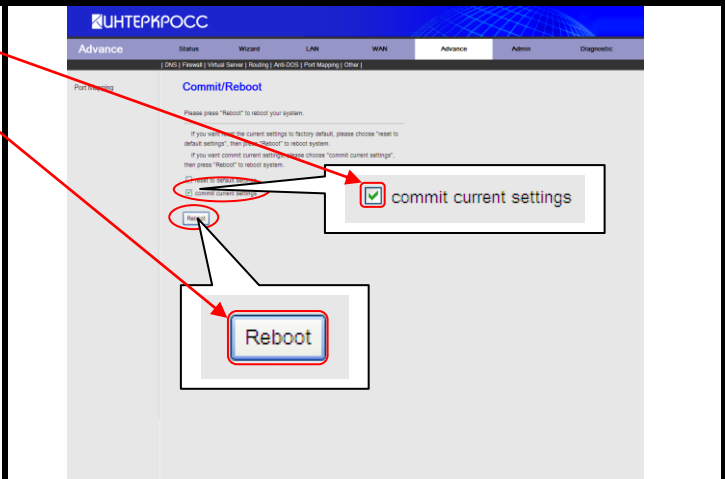 ИНТЕРКРОСС
Advance Status Wizard LAN WAN Advance Admin Diagnostic
| DNS | Firewall | Virtual Server | Routing | Anti-DOS | Port Mapping | Other |
Port Mapping
Commit/Reboot
Please press "Reboot" to reboot your system.
If you want reset the current settings to factory default, please choose "reset to
default settings", then press "Reboot" to reboot system.
If you want commit current settings, please choose "commit current settings",
then press "Reboot" to reboot system.
reset to default settings
commit current settings
commit current settings
Reboot
Reboot